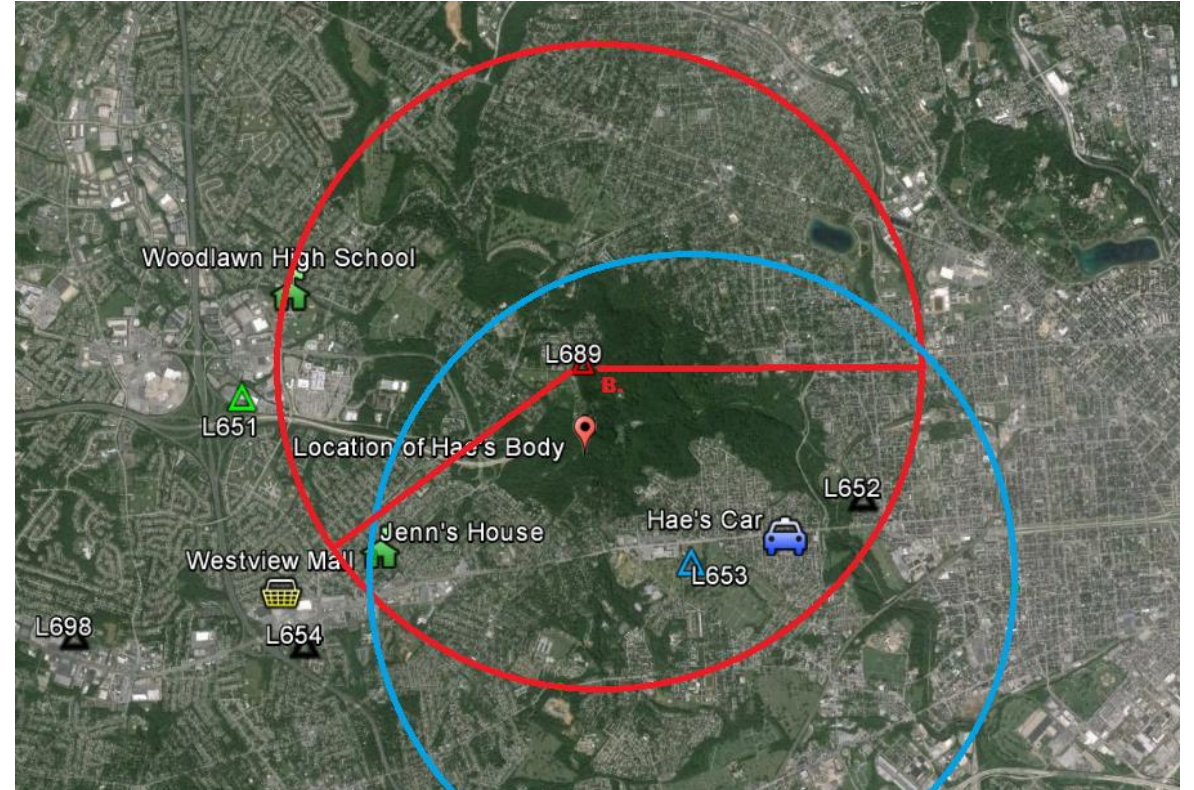 Woodlawn High School
L689
B.
L651
Location of Hae's Body
L652
Hae's Car
Jenn's House
Westview Mall
L653
L698
L654